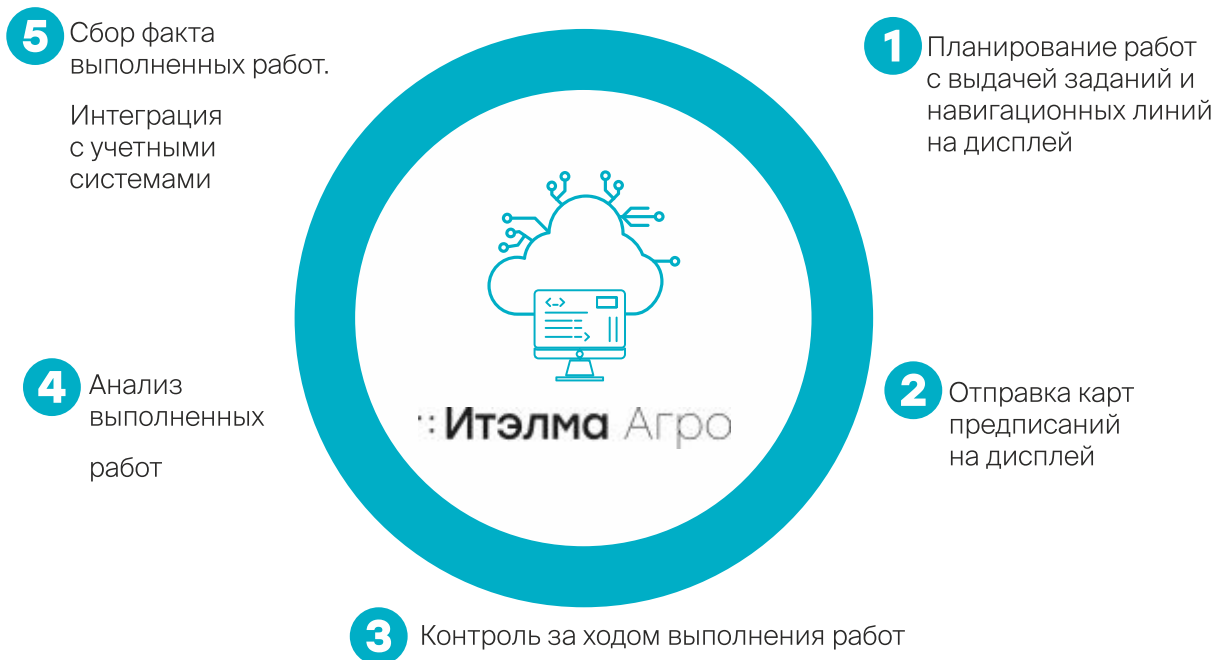 5
Сбор факта
выполненных работ.
Интеграция
с учетными
системами
1
Планирование работ
с выдачей заданий и
навигационных линий
на дисплей
Итэлма Агро
4
Анализ
выполненных
работ
2
Отправка карт
предписаний
на дисплей
3
Контроль за ходом выполнения работ